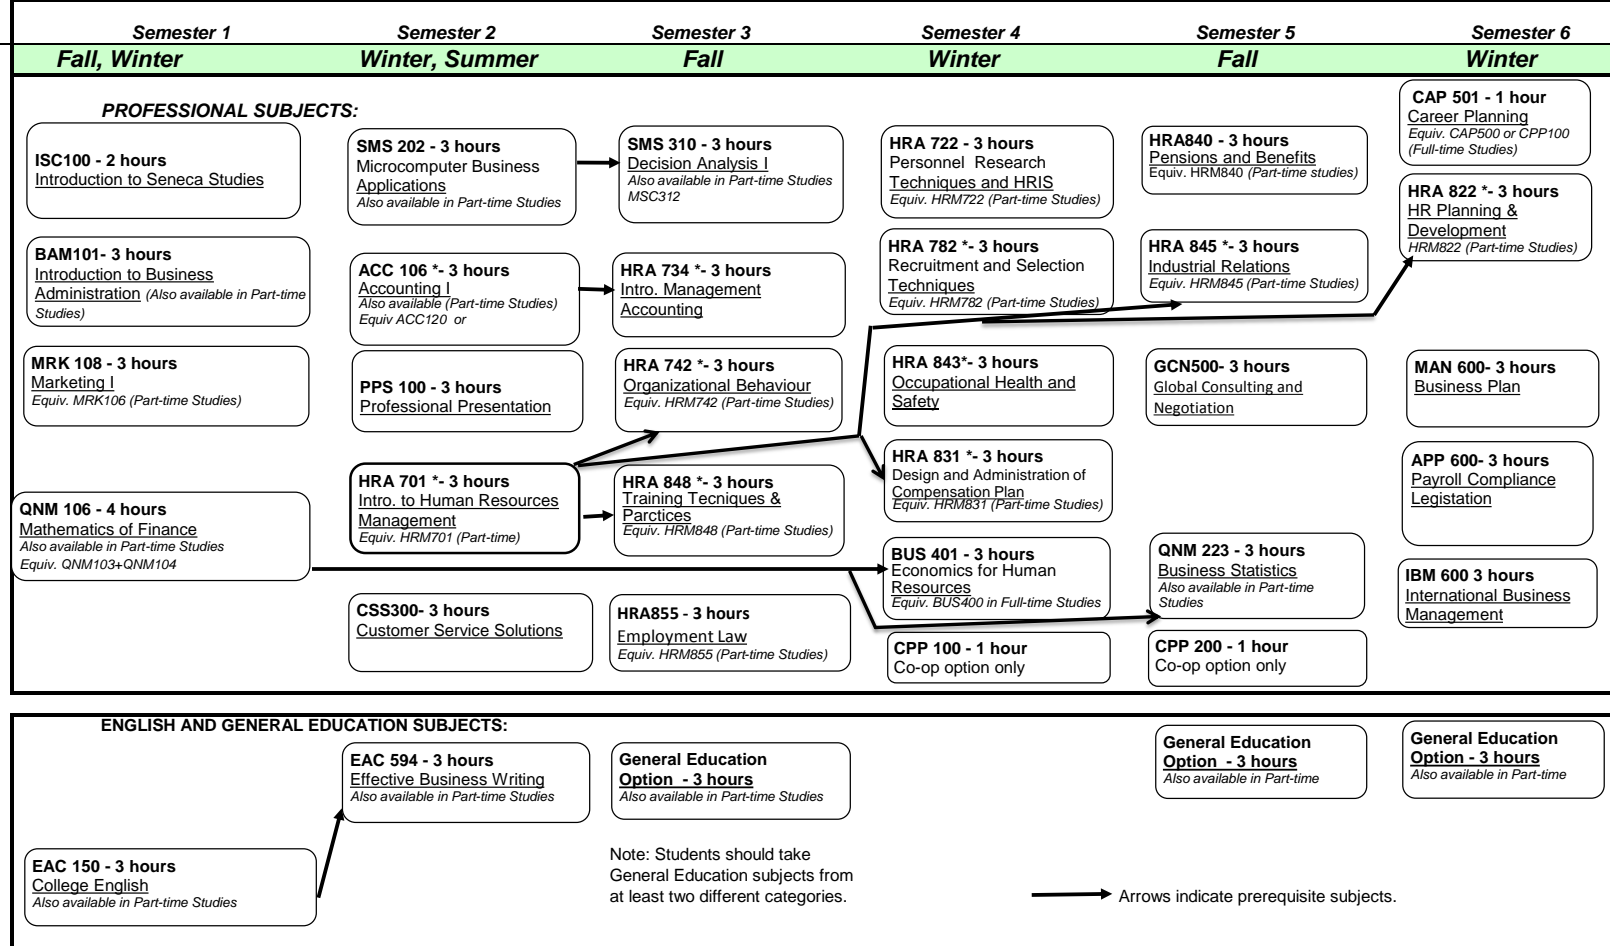 Semester 1
Semester 2
Semester 3
Semester 4
Semester 5
Semester 6
Fall, Winter
Winter, Summer
Fall
Winter
Fall
Winter
PROFESSIONAL SUBJECTS:
ISC100 - 2 hours
Introduction to Seneca Studies
BAM101- 3 hours
Introduction to Business
Administration (Also available in Part-time
Studies)
MRK 108 - 3 hours
Marketing I
Equiv. MRK106 (Part-time Studies)
QNM 106 - 4 hours
Mathematics of Finance
Also available in Part-time Studies
Equiv. QNM103+QNM104
SMS 202 - 3 hours
Microcomputer Business
Applications
Also available in Part-time Studies
ACC 106 *- 3 hours
Accounting I
Also available (Part-time Studies)
Equiv ACC120 or
PPS 100 - 3 hours
Professional Presentation
HRA 701 *- 3 hours
Intro. to Human Resources
Management
Equiv. HRM701 (Part-time)
CSS300- 3 hours
Customer Service Solutions
SMS 310 - 3 hours
Decision Analysis I
Also available in Part-time Studies
MSC312
HRA 734 *- 3 hours
Intro. Management
Accounting
HRA 742 *- 3 hours
Organizational Behaviour
Equiv. HRM742 (Part-time Studies)
HRA 848 *- 3 hours
Training Tecniques &
Parctices
Equiv. HRM848 (Part-time Studies)
HRA855 - 3 hours
Employment Law
Equiv. HRM855 (Part-time Studies)
HRA 722 - 3 hours
Personnel Research
Techniques and HRIS
Equiv. HRM722 (Part-time Studies)
HRA 782 *- 3 hours
Recruitment and Selection
Techniques
Equiv. HRM782 (Part-time Studies)
HRA 843*- 3 hours
Occupational Health and
Safety
HRA 831 *- 3 hours
Design and Administration of
Compensation Plan
Equiv. HRM831 (Part-time Studies)
BUS 401 - 3 hours
Economics for Human
Resources
Equiv. BUS400 in Full-time Studies
CPP 100 - 1 hour
Co-op option only
HRA840 - 3 hours
Pensions and Benefits
Equiv. HRM840 (Part-time studies)
HRA 845 *- 3 hours
Industrial Relations
Equiv. HRM845 (Part-time Studies)
GCN500- 3 hours
Global Consulting and
Negotiation
QNM 223 - 3 hours
Business Statistics
Also available in Part-time
Studies
CPP 200 - 1 hour
Co-op option only
CAP 501 - 1 hour
Career Planning
Equiv. CAP500 or CPP100
(Full-time Studies)
HRA 822 *- 3 hours
HR Planning &
Development
HRM822 (Part-time Studies)
MAN 600- 3 hours
Business Plan
APP 600- 3 hours
Payroll Compliance
Legistation
IBM 600 3 hours
International Business
Management
ENGLISH AND GENERAL EDUCATION SUBJECTS:
EAC 150 - 3 hours
College English
Also available in Part-time Studies
EAC 594 - 3 hours
Effective Business Writing
Also available in Part-time Studies
General Education
Option - 3 hours
Also available in Part-time Studies
Note: Students should take
General Education subjects from
at least two different categories.
General Education
Option - 3 hours
Also available in Part-time
General Education
Option - 3 hours
Also available in Part-time
Arrows indicate prerequisite subjects.